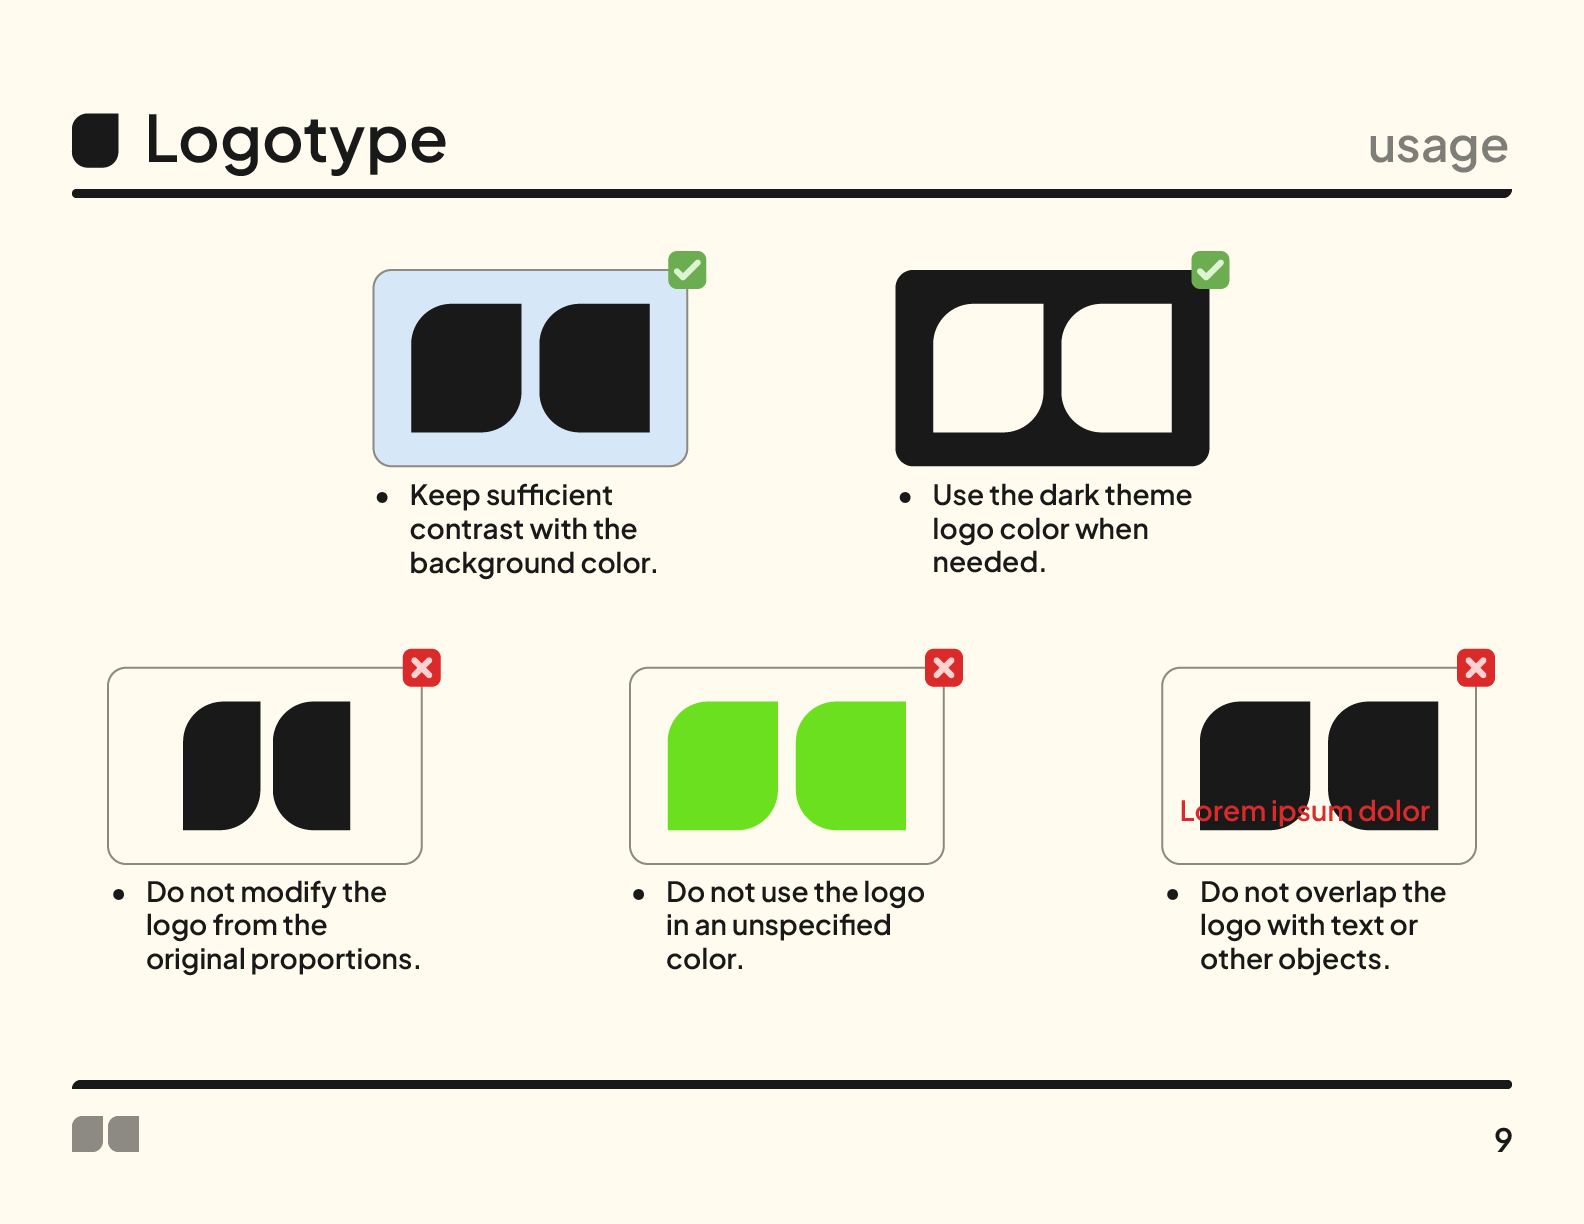 Logotype
usage
• Keep sufficient
contrast with the
background color.
• Use the dark theme
logo color when
needed.
• Do not modify the
logo from the
original proportions.
• Do not use the logo
in an unspecified
color.
Lorem ipsum dolor
• Do not overlap the
logo with text or
other objects.
9